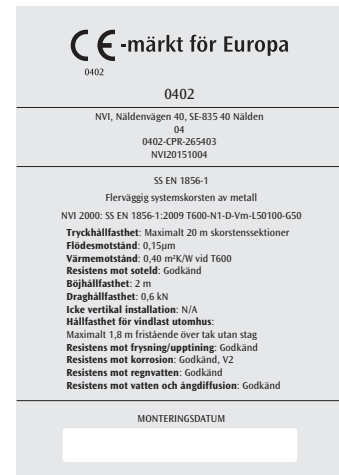 CE-märkt för Europa
0402
0402
NVI, Näldenvägen 40, SE-835 40 Nälden
04
0402-CPR-265403
NVI20151004
SS EN 1856-1
Flerväggig systemskorsten av metall
NVI 2000: SS EN 1856-1:2009 T600-N1-D-Vm-L50100-G50
Tryckhållfasthet: Maximalt 20 m skorstenssektioner
Flödesmotstånd: 0,15µm
Värmemotstånd: 0,40 m²K/W vid T600
Resistens mot soteld: Godkänd
Böjhållfasthet: 2 m
Draghållfasthet: 0,6 kN
Icke vertikal installation: N/A
Hållfasthet för vindlast utomhus:
Maximalt 1,8 m fristående över tak utan stag
Resistens mot frysning/upptining: Godkänd
Resistens mot korrosion: Godkänd, V2
Resistens mot regnvatten: Godkänd
Resistens mot vatten och ångdiffusion: Godkänd
MONTERINGSDATUM